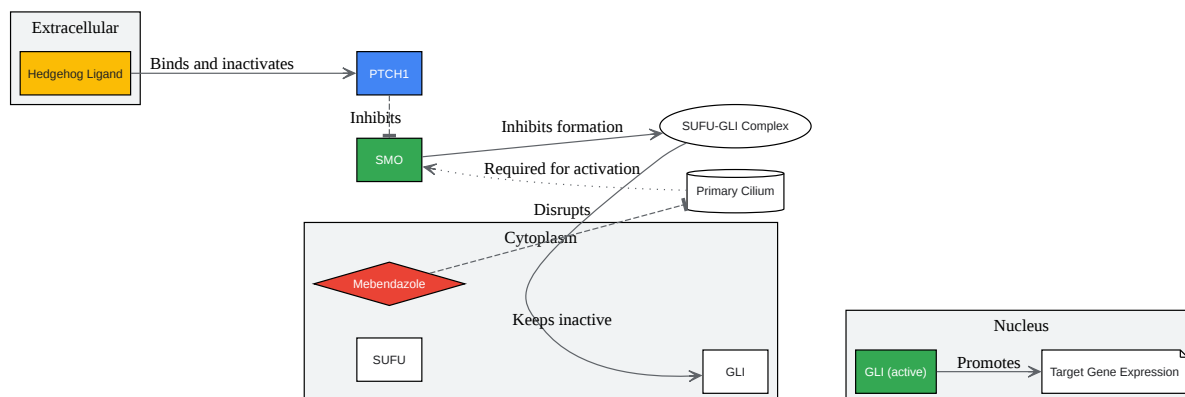 Extracellular
Hedgehog Ligand
Binds and inactivates
PTCH1
Inhibits
SMO
Inhibits formation
SUFU-GLI Complex
Required for activation
Primary Cilium
Disrupts
Cytoplasm
Mebendazole
Keeps inactive
SUFU
GLI
Nucleus
GLI (active)
Promotes
Target Gene Expression